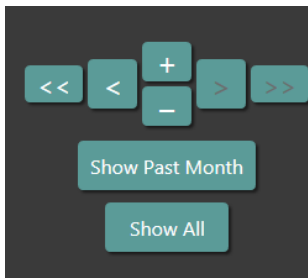 +
<< < > >>
−
Show Past Month
Show All